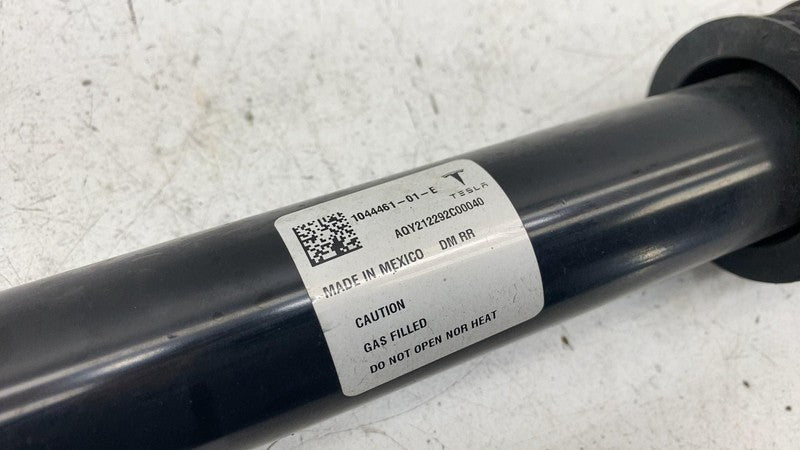 1044461-01-E
TESLA
AQY212292C00040
MADE IN MEXICO DM RR
CAUTION
GAS FILLED
DO NOT OPEN NOR HEAT